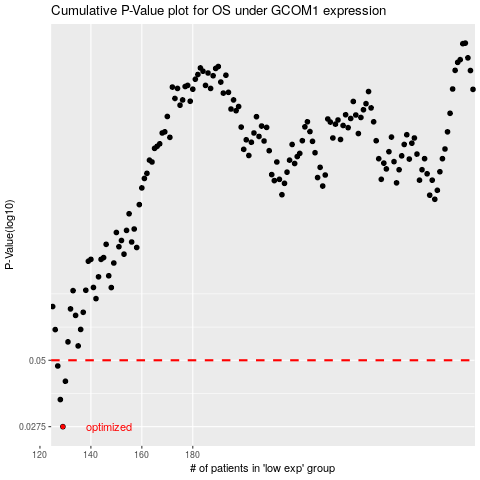 Cumulative P-Value plot for OS under GCOM1 expression
P-Value(log10)
0.05
0.0275
optimized
120 140 160 180
# of patients in 'low exp' group